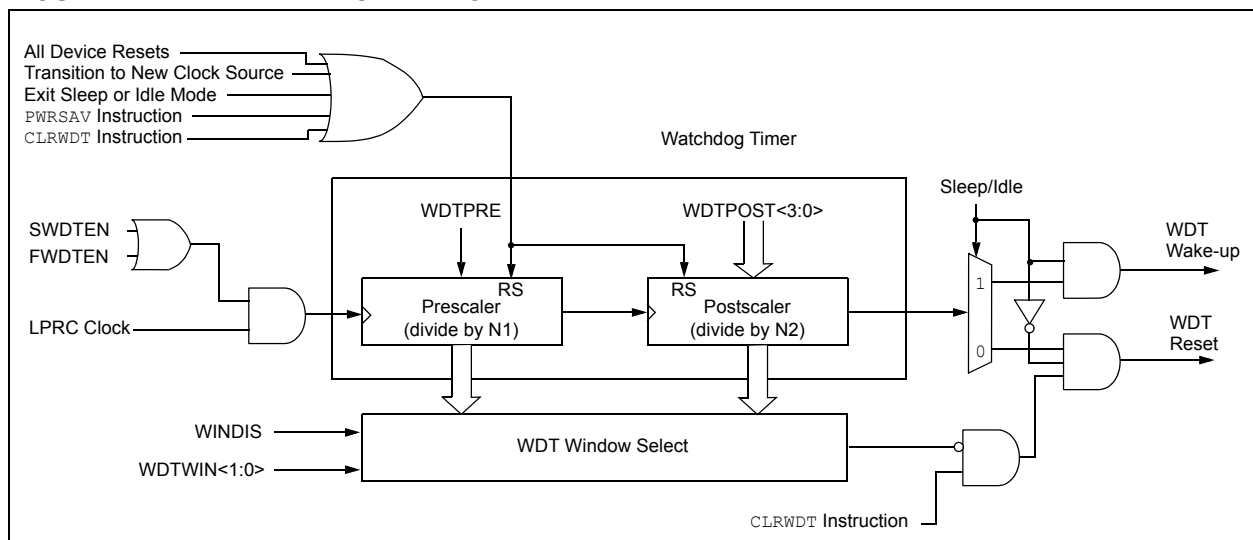 All Device Resets
Transition to New Clock Source
Exit Sleep or Idle Mode
PWRSAV Instruction
CLRWDT Instruction
Watchdog Timer
Sleep/Idle
WDTPRE
WDTPOST<3:0>
SWDTEN
FWDTEN
WDT
Wake-up
RS
RS
1
Prescaler
(divide by N1)
Postscaler
(divide by N2)
LPRC Clock
0
WDT
Reset
WINDIS
WDT Window Select
WDTWIN<1:0>
CLRWDT Instruction